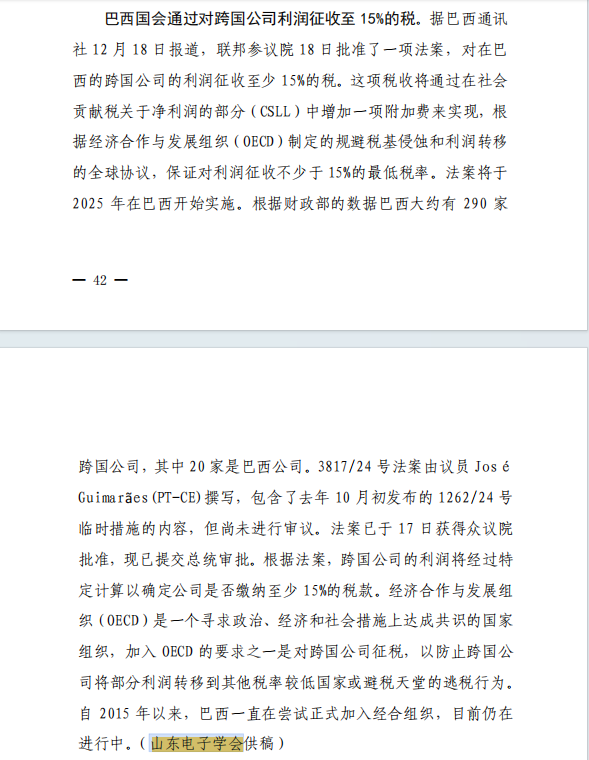 巴西国会通过对跨国公司利润征收至 15%的税。据巴西通讯
社 12 月 18 日报道，联邦参议院 18 日批准了一项法案，对在巴
西的跨国公司的利润征收至少 15%的税。这项税收将通过在社会
贡献税关于净利润的部分（CSLL）中增加一项附加费来实现，根
据经济合作与发展组织（OECD）制定的规避税基侵蚀和利润转移
的全球协议，保证对利润征收不少于 15%的最低税率。法案将于
2025 年在巴西开始实施。根据财政部的数据巴西大约有 290 家
— 42 —
跨国公司，其中 20 家是巴西公司。3817/24 号法案由议员 José
Guimarães(PT-CE)撰写，包含了去年 10 月初发布的 1262/24 号
临时措施的内容，但尚未进行审议。法案已于 17 日获得众议院
批准，现已提交总统审批。根据法案，跨国公司的利润将经过特
定计算以确定公司是否缴纳至少 15%的税款。经济合作与发展组
织（OECD）是一个寻求政治、经济和社会措施上达成共识的国家
组织，加入 OECD 的要求之一是对跨国公司征税，以防止跨国公
司将部分利润转移到其他税率较低国家或避税天堂的逃税行为。
自 2015 年以来，巴西一直在尝试正式加入经合组织，目前仍在
进行中。（山东电子学会供稿）